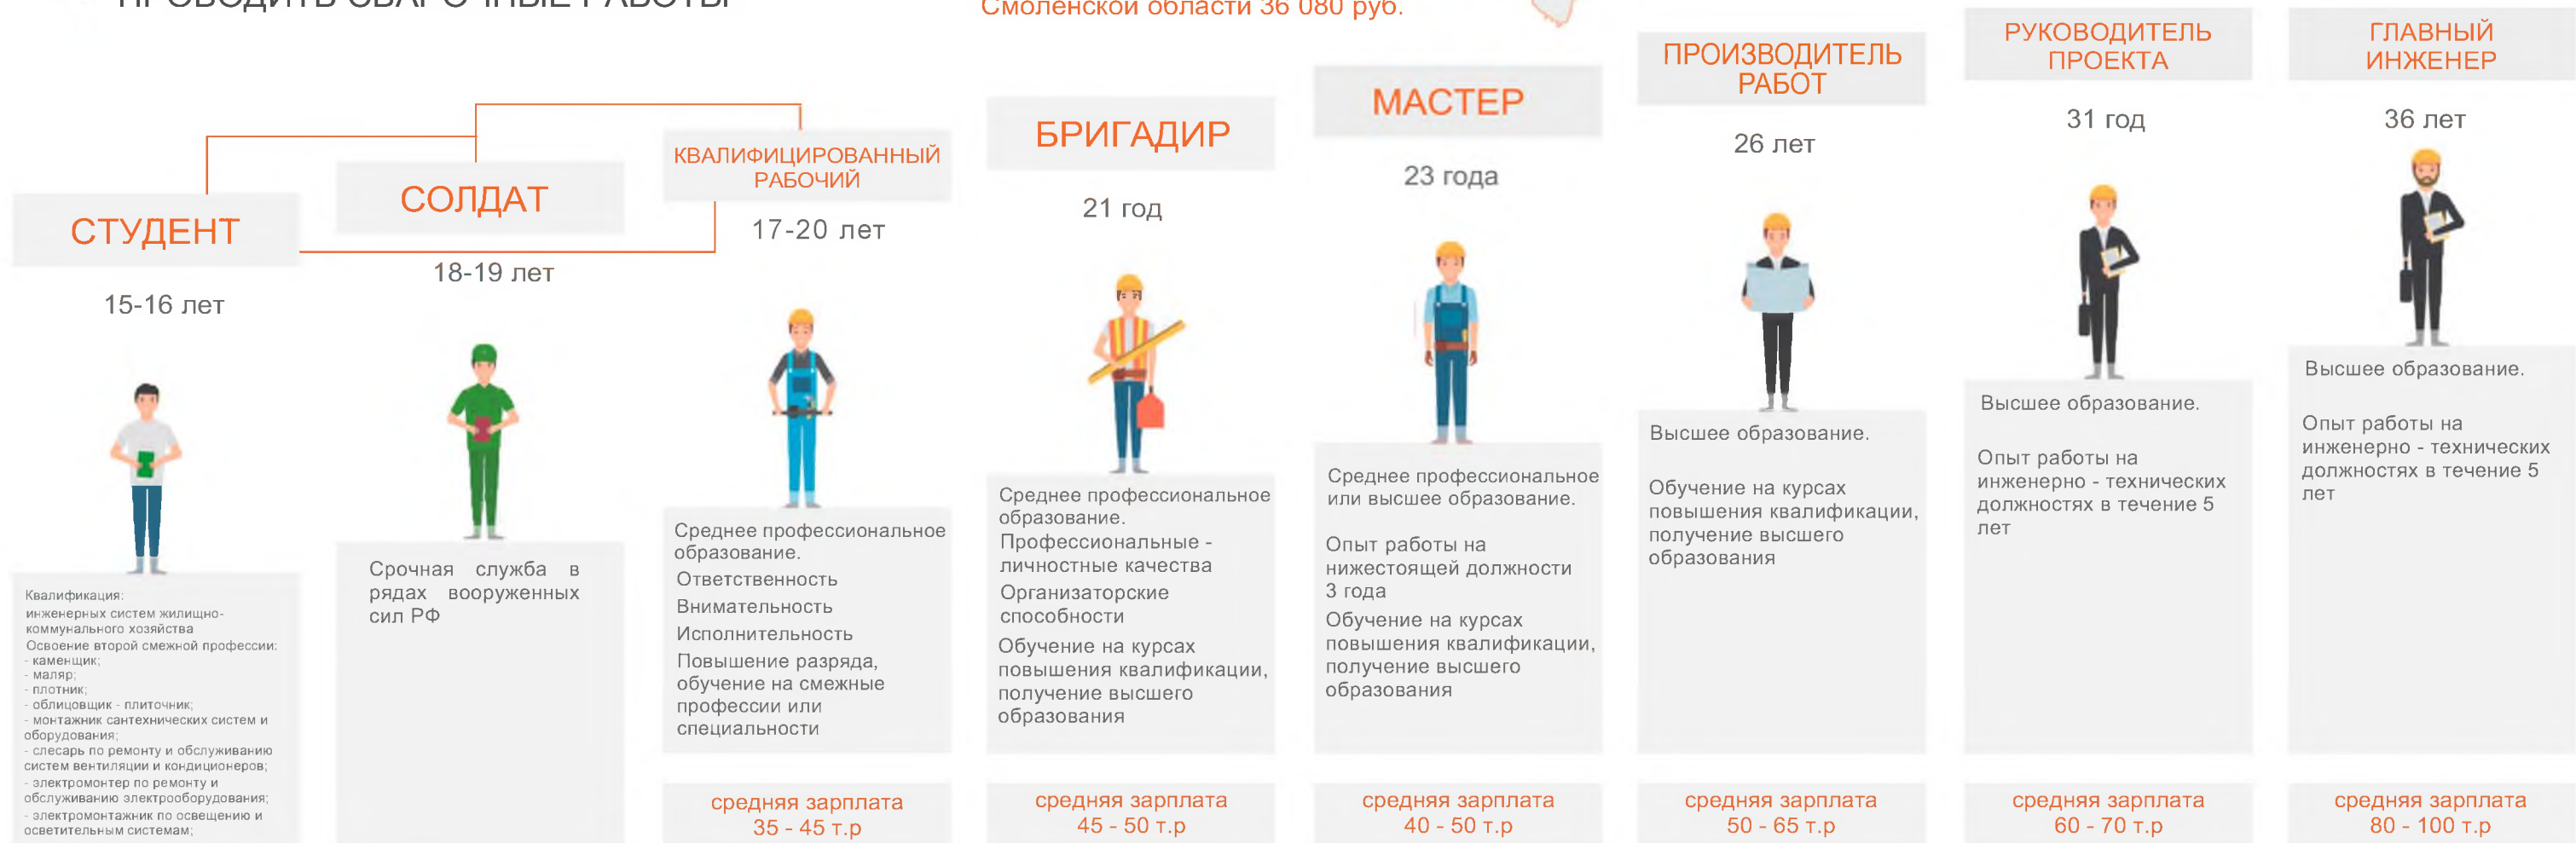 ПРОВОДИТЬ СВАРОЧНЫЕ РАБОТЫ
Смоленской области 36 080 руб.
СТУДЕНТ
15-16 лет
Квалификация:
инженерных систем жилищно-
коммунального хозяйства
Освоение второй смежной профессии:
- каменщик;
- маляр;
- плотник;
- облицовщик - плиточник;
- монтажник сантехнических систем и
оборудования;
- слесарь по ремонту и обслуживанию
систем вентиляции и кондиционеров;
- электромонтер по ремонту и
обслуживанию электрооборудования;
- электромонтажник по освещению и
осветительным системам;
СОЛДАТ
18-19 лет
Срочная служба в
рядах вооруженных
сил РФ
КВАЛИФИЦИРОВАННЫЙ
РАБОЧИЙ
17-20 лет
Среднее профессиональное
образование.
Ответственность
Внимательность
Исполнительность
Повышение разряда,
обучение на смежные
профессии или
специальности
средняя зарплата
35 - 45 т.р
БРИГАДИР
21 год
Среднее профессиональное
образование.
Профессиональные -
личностные качества
Организаторские
способности
Обучение на курсах
повышения квалификации,
получение высшего
образования
средняя зарплата
45 - 50 т.р
МАСТЕР
23 года
Среднее профессиональное
или высшее образование.
Опыт работы на
нижестоящей должности
3 года
Обучение на курсах
повышения квалификации,
получение высшего
образования
средняя зарплата
40 - 50 т.р
ПРОИЗВОДИТЕЛЬ
РАБОТ
26 лет
Высшее образование.
Обучение на курсах
повышения квалификации,
получение высшего
образования
средняя зарплата
50 - 65 т.р
РУКОВОДИТЕЛЬ
ПРОЕКТА
31 год
Высшее образование.
Опыт работы на
инженерно - технических
должностях в течение 5
лет
средняя зарплата
60 - 70 т.р
ГЛАВНЫЙ
ИНЖЕНЕР
36 лет
Высшее образование.
Опыт работы на
инженерно - технических
должностях в течение 5
лет
средняя зарплата
80 - 100 т.р